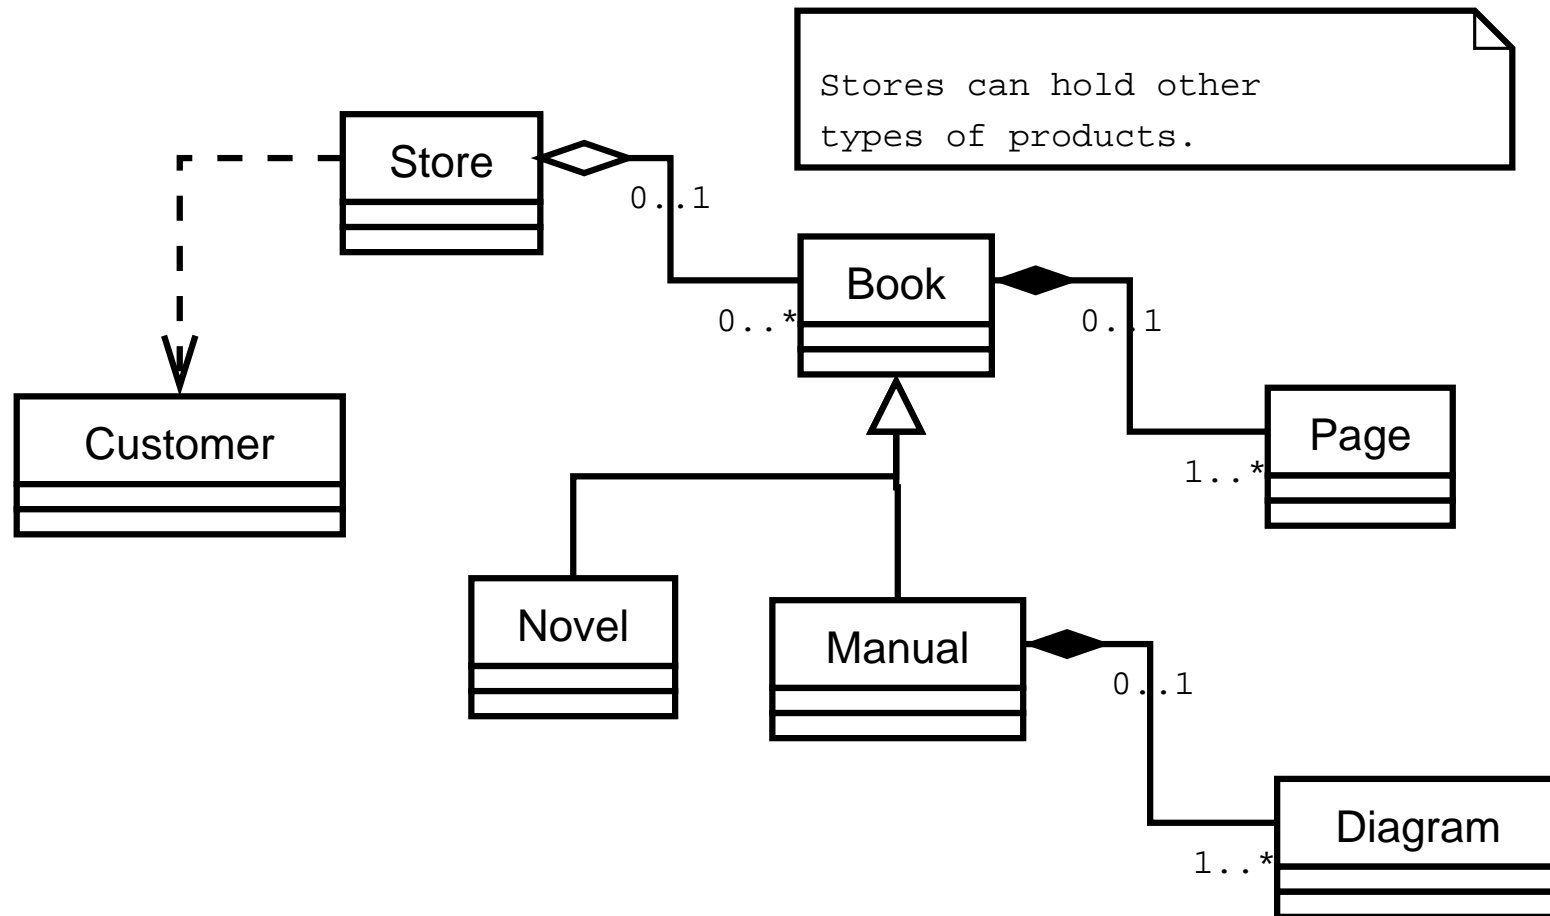 Stores can hold other
types of products.
Store
0..1
Book
0..*
0..1
Customer
Page
1..*
Novel
Manual
0..1
Diagram
1..*